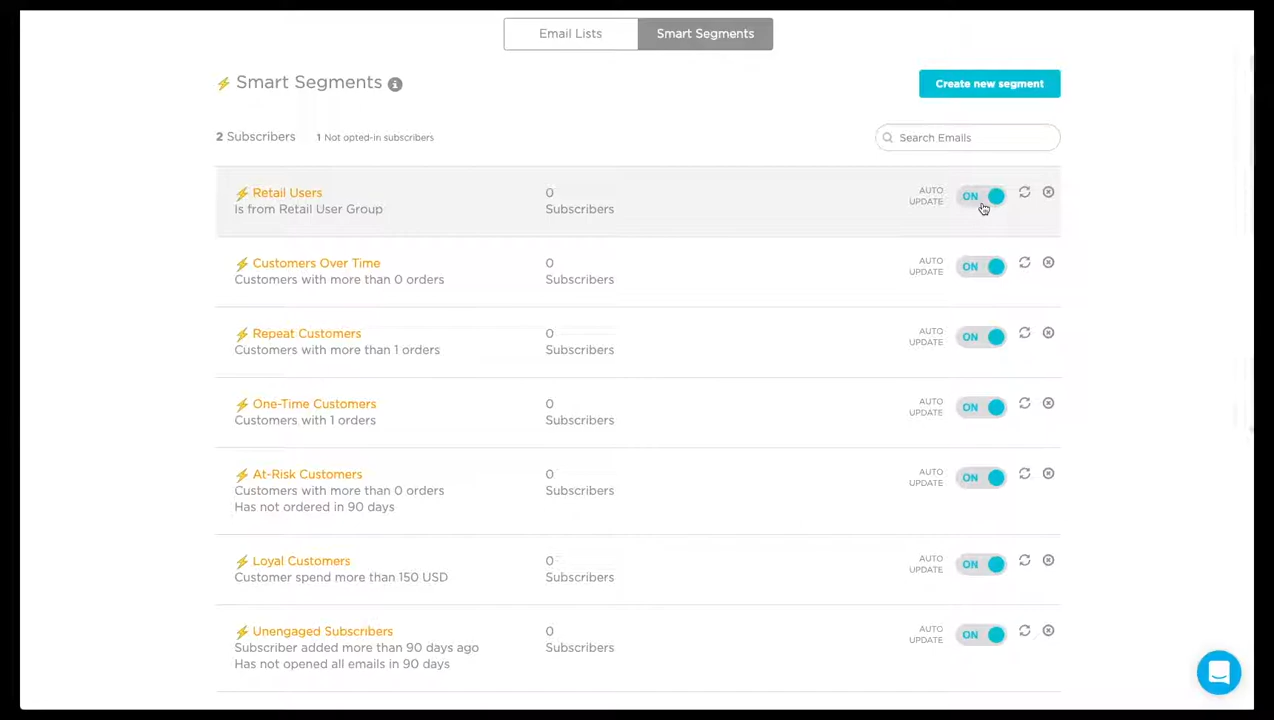 Email Lists
Smart Segments
Smart Segments
Create new segment
2 Subscribers
1 Not opted-in subscribers
Search Emails
Retail Users
Is from Retail User Group
0
Subscribers
AUTO
UPDATE
ON
Customers Over Time
Customers with more than 0 orders
0
Subscribers
AUTO
UPDATE
ON
Repeat Customers
Customers with more than 1 orders
0
Subscribers
AUTO
UPDATE
ON
One-Time Customers
Customers with 1 orders
0
Subscribers
AUTO
UPDATE
ON
At-Risk Customers
Customers with more than 0 orders
Has not ordered in 90 days
0
Subscribers
AUTO
UPDATE
ON
Loyal Customers
Customer spend more than 150 USD
0
Subscribers
AUTO
UPDATE
ON
Unengaged Subscribers
Subscriber added more than 90 days ago
Has not opened all emails in 90 days
0
Subscribers
AUTO
UPDATE
ON